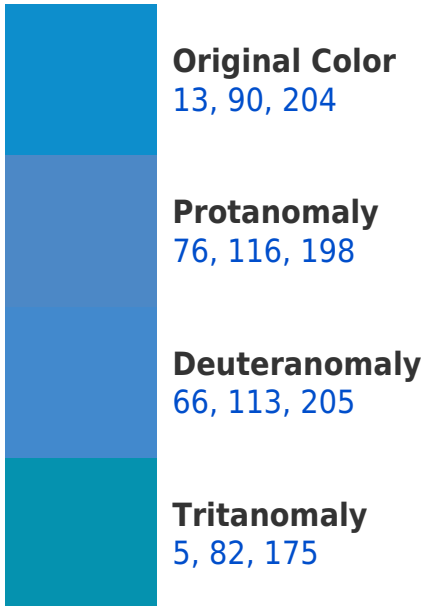 Original Color
13, 90, 204
Protanomaly
76, 116, 198
Deuteranomaly
66, 113, 205
Tritanomaly
5, 82, 175